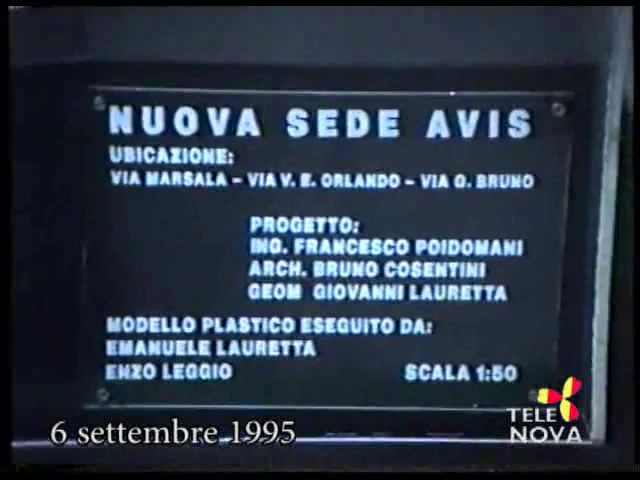 NUOVA SEDE AVIS
UBICAZIONE:
VIA MARSALA – VIA V. E. ORLANDO – VIA G. BRUNO
PROGETTO:
ING. FRANCESCO POIDOMANI
ARCH. BRUNO COSENTINI
GEOM GIOVANNI LAURETTA
MODELLO PLASTICO ESEGUITO DA:
EMANUELE LAURETTA
ENZO LEGGIO SCALA 1:50
6 settembre 1995
TELE
NOVA